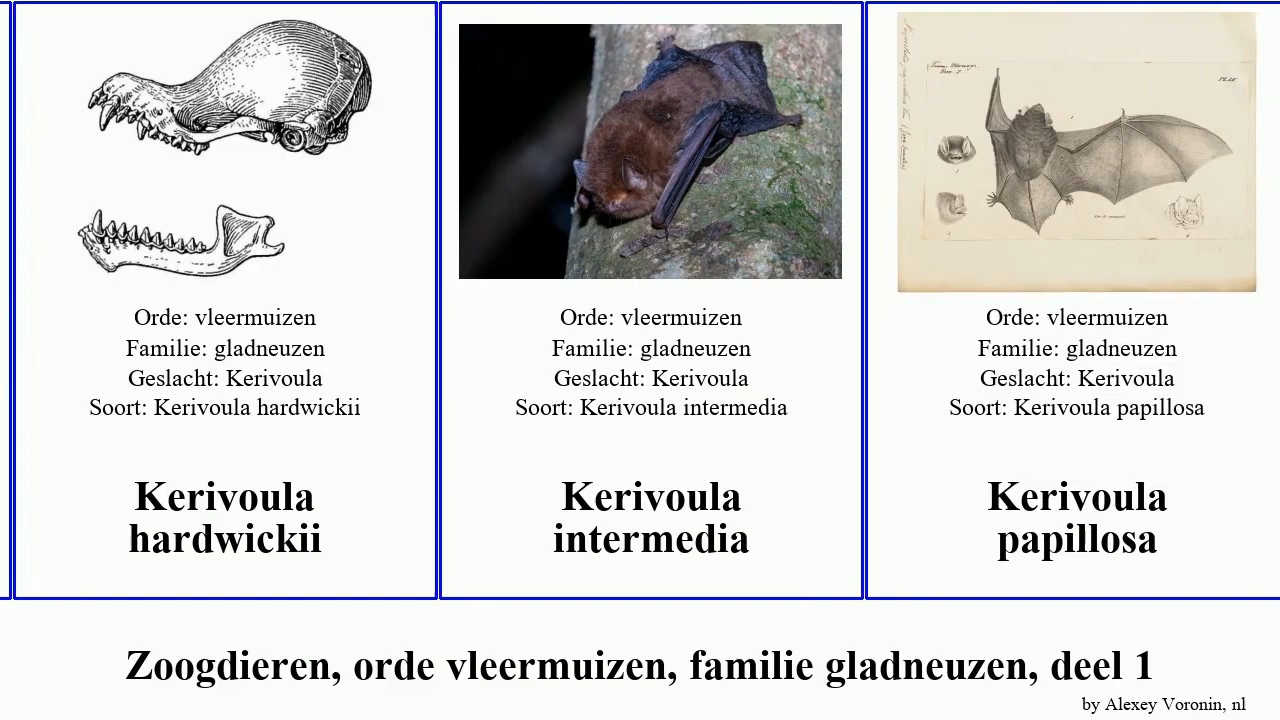 Orde: vleermuizen
Familie: gladneuzen
Geslacht: Kerivoula
Soort: Kerivoula hardwickii
Kerivoula
hardwickii
Orde: vleermuizen
Familie: gladneuzen
Geslacht: Kerivoula
Soort: Kerivoula intermedia
Kerivoula
intermedia
Orde: vleermuizen
Familie: gladneuzen
Geslacht: Kerivoula
Soort: Kerivoula papillosa
Kerivoula
papillosa
Zoogdieren, orde vleermuizen, familie gladneuzen, deel 1
by Alexey Voronin, nl